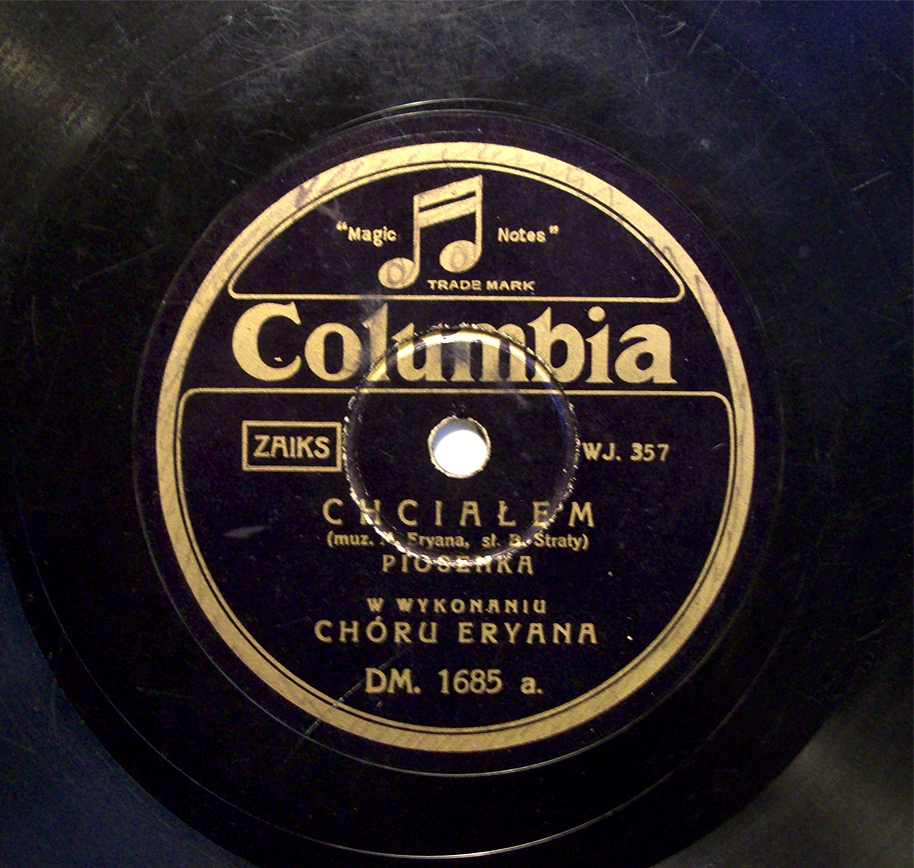 "Magic Notes"
TRADE MARK
Columbia
ZAIKS WJ. 357
CHCIAŁEM
(muz. Eryana, sł. B. Straty)
PIOSENKA
W WYKONANIU
CHÓRU ERYANA
DM. 1685 a.